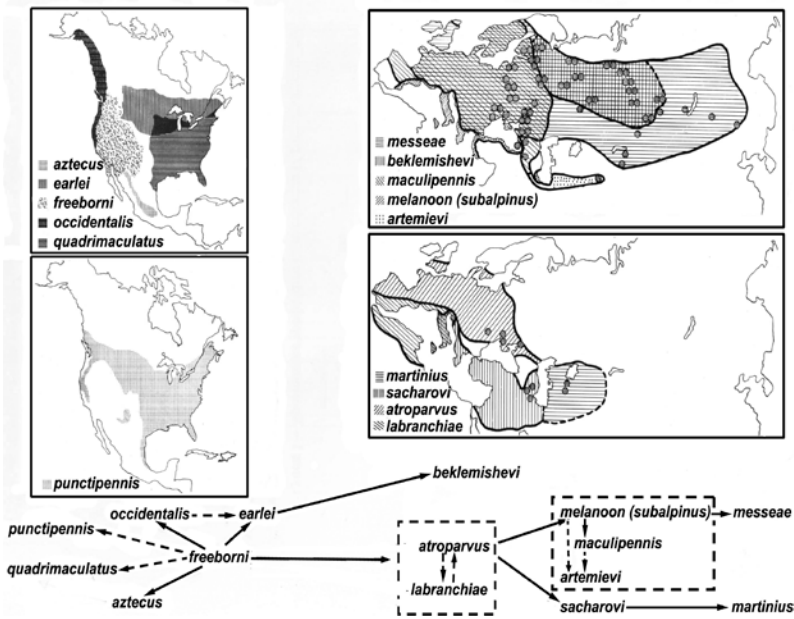 aztecus
earlei
freeborni
occidentalis
quadrimaculatus
messeae
beklemishevi
maculipennis
melanoon (subalpinus)
artemievi
punctipennis
martinius
sacharovi
atroparvus
labranchiae
beklemishevi
occidentalis earlei
melanoon (subalpinus) messeae
punctipennis
maculipennis
atroparvus
freeborni
quadrimaculatus
artemievi
labranchiae
aztecus
sacharovi martinius